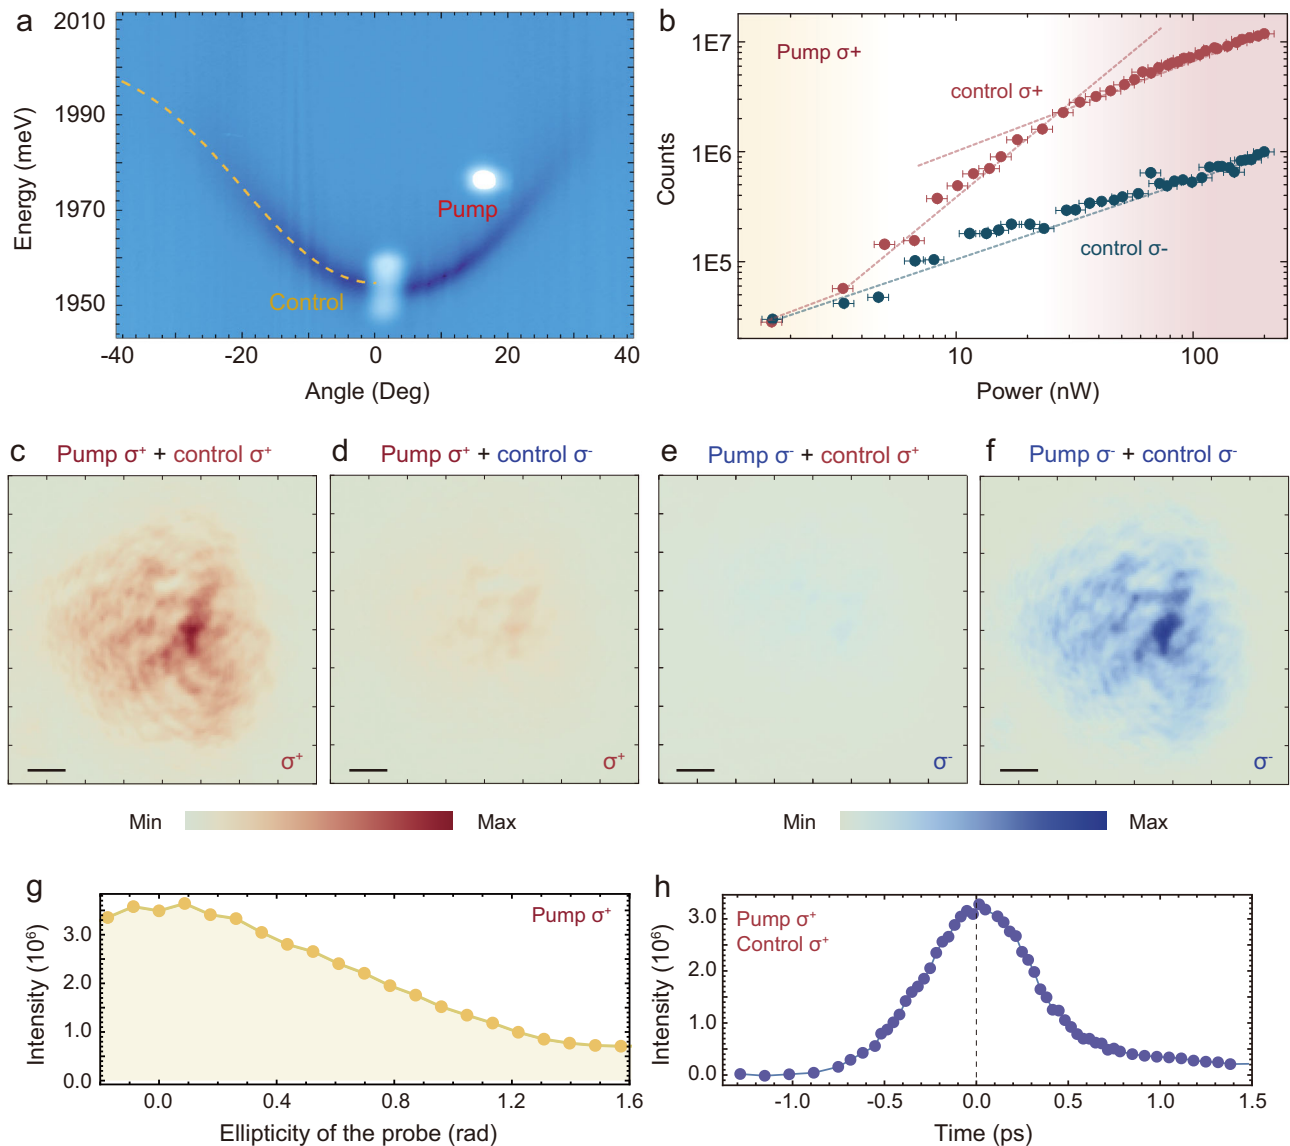 a
2010
1990
1970
1950
Energy (meV)
Pump
Control
-40
-20
0
20
40
Angle (Deg)
b
1E7
1E6
1E5
Counts
Pump σ+
control σ+
control σ-
10
100
Power (nW)
c Pump σ⁺ + control σ⁺
σ⁺
d Pump σ⁺ + control σ⁻
σ⁺
e Pump σ⁻ + control σ⁺
σ⁻
f Pump σ⁻ + control σ⁻
σ⁻
Min
Max
Min
Max
g
Pump σ⁺
3.0
2.0
1.0
0.0
Intensity (10⁶)
0.0
0.4
0.8
1.2
1.6
Ellipticity of the probe (rad)
h
Pump σ⁺
Control σ⁺
3.0
2.0
1.0
0.0
Intensity (10⁶)
-1.0
-0.5
0.0
0.5
1.0
1.5
Time (ps)